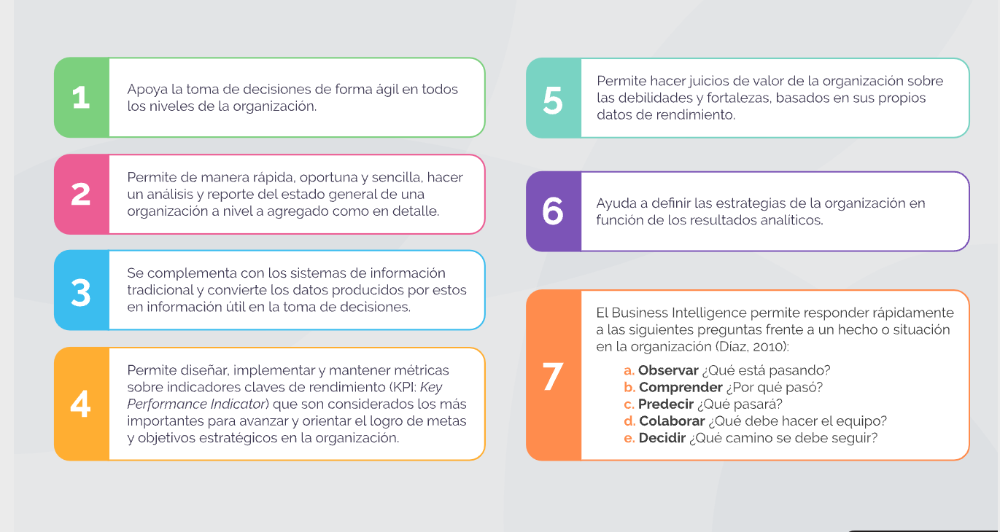 1
Apoya la toma de decisiones de forma ágil en todos
los niveles de la organización.
2
Permite de manera rápida, oportuna y sencilla, hacer
un análisis y reporte del estado general de una
organización a nivel a agregado como en detalle.
3
Se complementa con los sistemas de información
tradicional y convierte los datos producidos por estos
en información útil en la toma de decisiones.
4
Permite diseñar, implementar y mantener métricas
sobre indicadores claves de rendimiento (KPI: Key
Performance Indicator) que son considerados los más
importantes para avanzar y orientar el logro de metas
y objetivos estratégicos en la organización.
5
Permite hacer juicios de valor de la organización sobre
las debilidades y fortalezas, basados en sus propios
datos de rendimiento.
6
Ayuda a definir las estrategias de la organización en
función de los resultados analíticos.
7
El Business Intelligence permite responder rápidamente
a las siguientes preguntas frente a un hecho o situación
en la organización (Díaz, 2010):
a. Observar ¿Qué está pasando?
b. Comprender ¿Por qué pasó?
c. Predecir ¿Qué pasará?
d. Colaborar ¿Qué debe hacer el equipo?
e. Decidir ¿Qué camino se debe seguir?